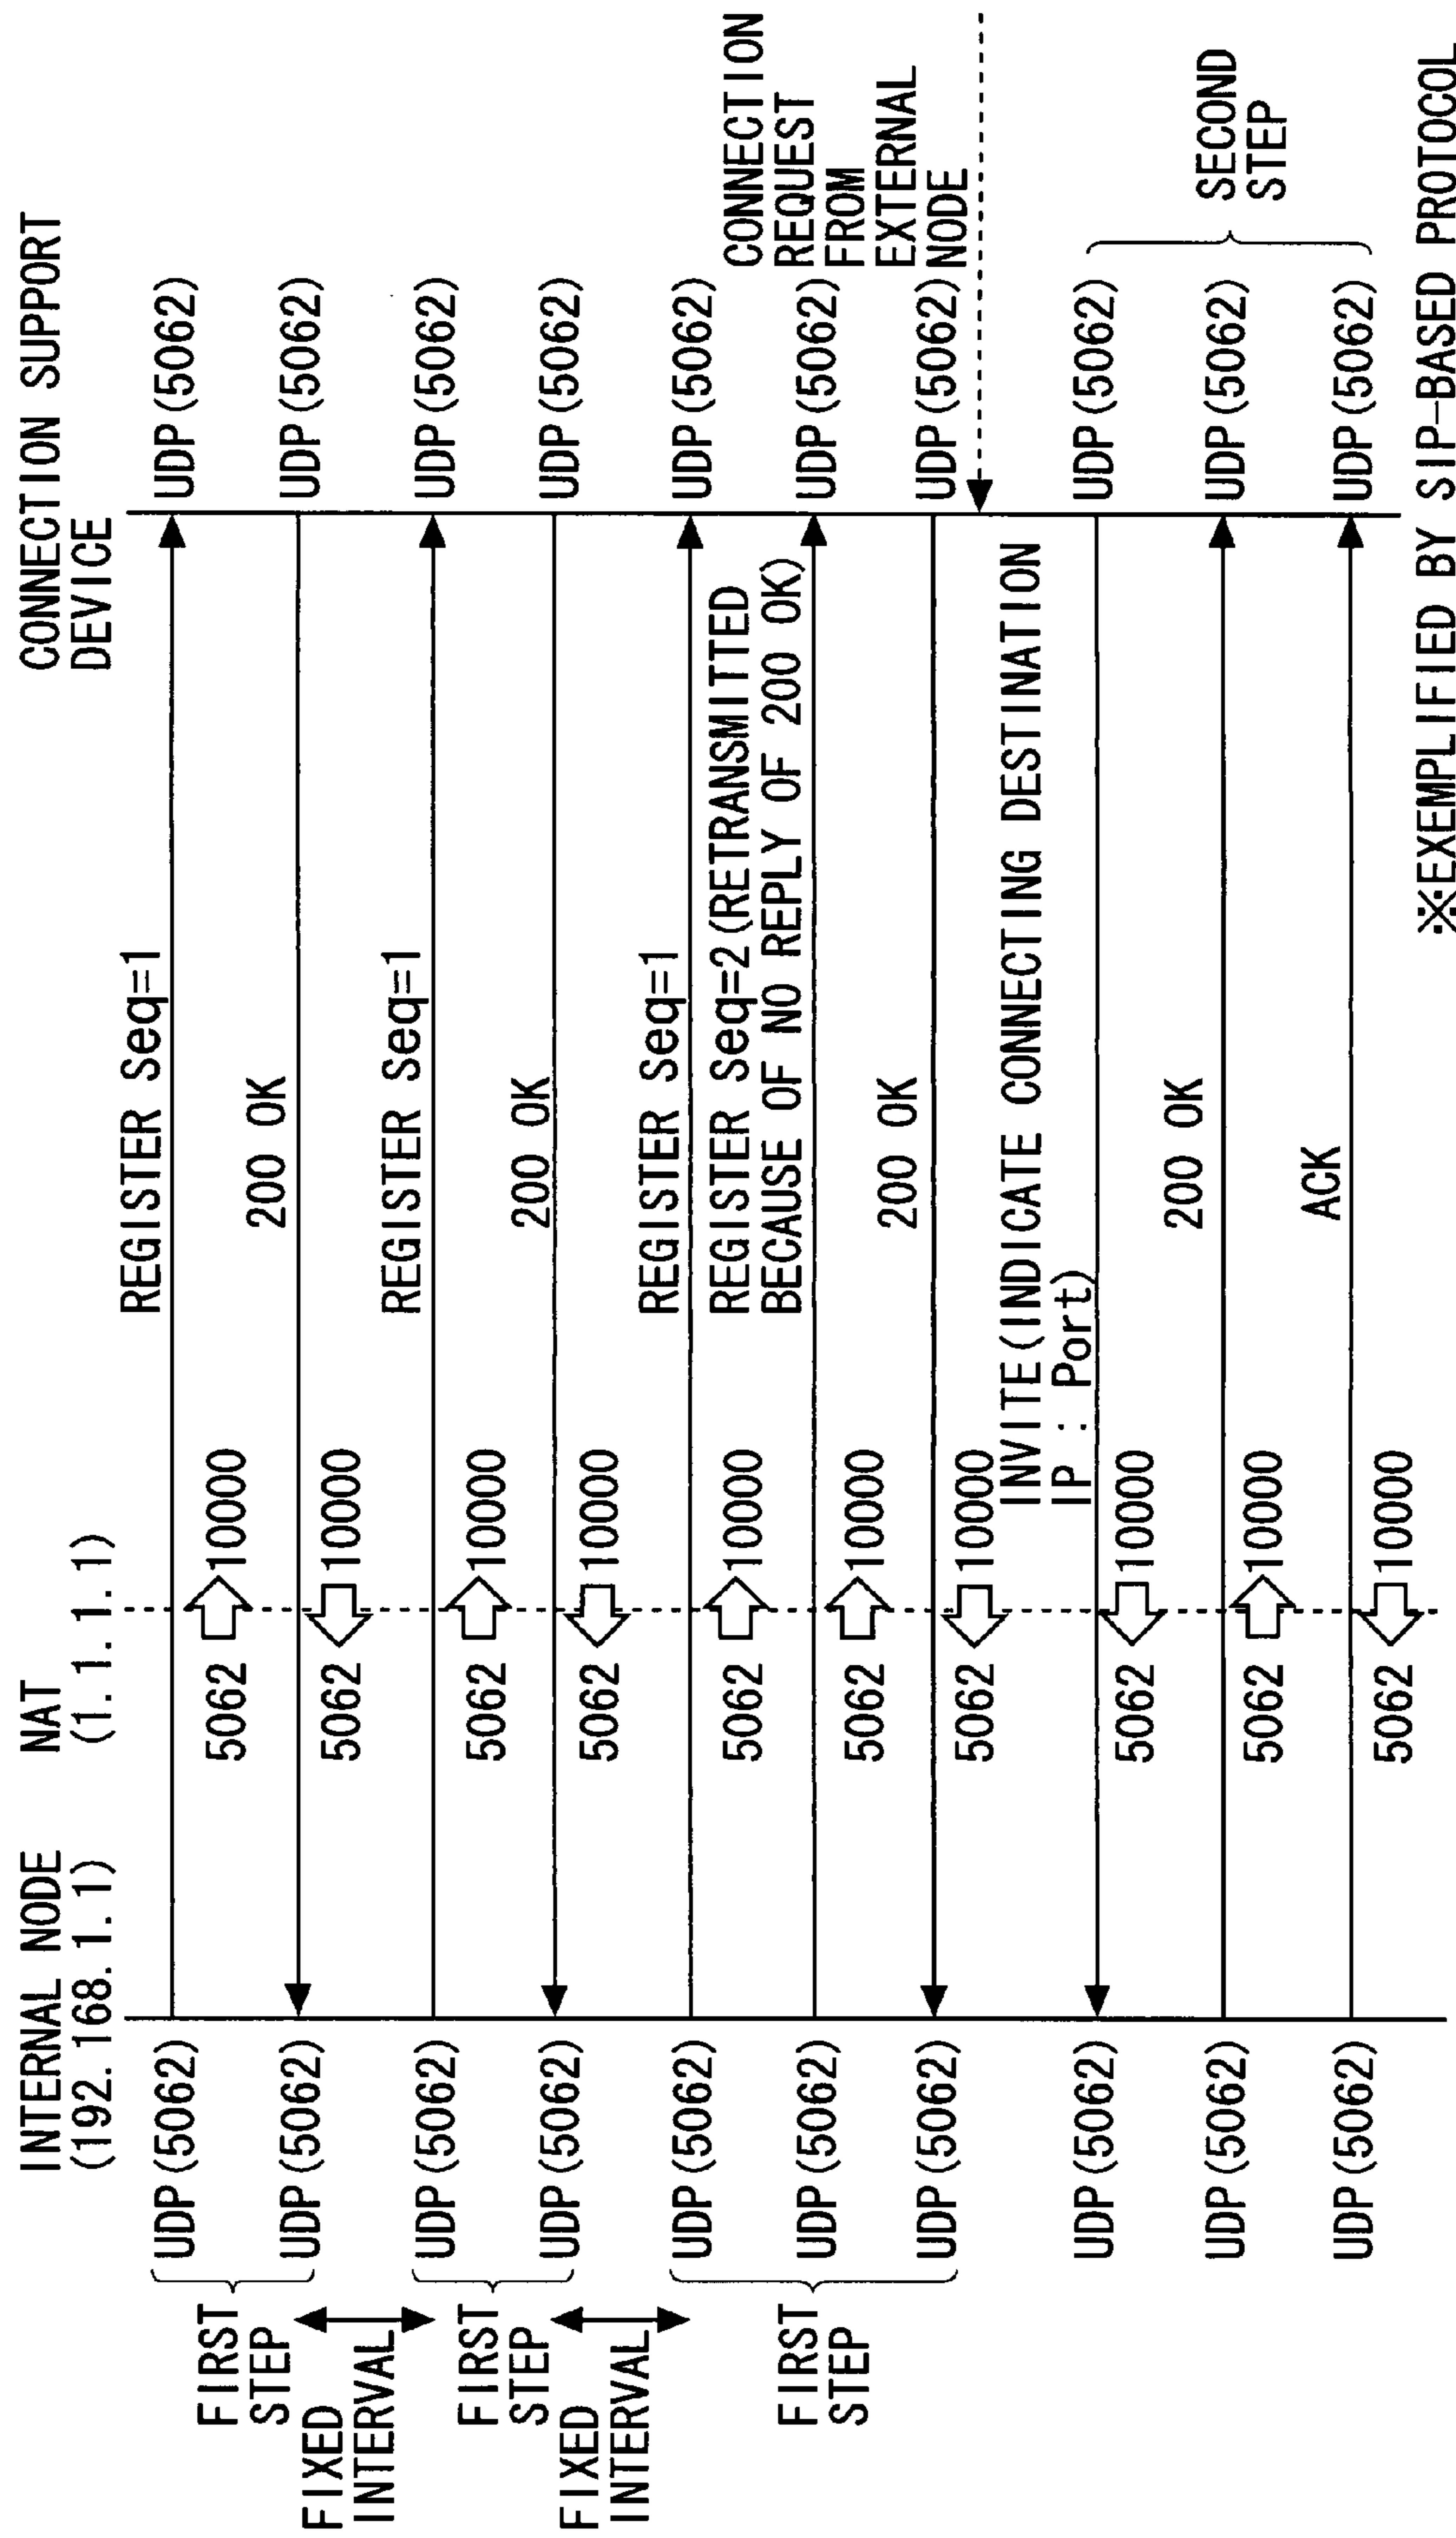 INTERNAL NODE
(192.168.1.1)
NAT
(1.1.1.1)
CONNECTION SUPPORT
DEVICE
FIRST
STEP
UDP(5062)
REGISTER Seq=1
UDP(5062)
5062
10000
UDP(5062)
200 OK
UDP(5062)
5062
10000
FIXED
INTERVAL
FIRST
STEP
UDP(5062)
REGISTER Seq=1
UDP(5062)
5062
10000
UDP(5062)
200 OK
UDP(5062)
5062
10000
FIXED
INTERVAL
FIRST
STEP
UDP(5062)
REGISTER Seq=1
UDP(5062)
5062
10000
REGISTER Seq=2(RETRANSMITTED
BECAUSE OF NO REPLY OF 200 OK)
UDP(5062)
UDP(5062)
5062
10000
UDP(5062)
200 OK
UDP(5062)
5062
10000
CONNECTION
REQUEST
FROM
EXTERNAL
NODE
INVITE(INDICATE CONNECTING DESTINATION
IP : Port)
UDP(5062)
UDP(5062)
5062
10000
UDP(5062)
200 OK
UDP(5062)
5062
10000
UDP(5062)
ACK
UDP(5062)
5062
10000
SECOND
STEP
※EXEMPLIFIED BY SIP-BASED PROTOCOL